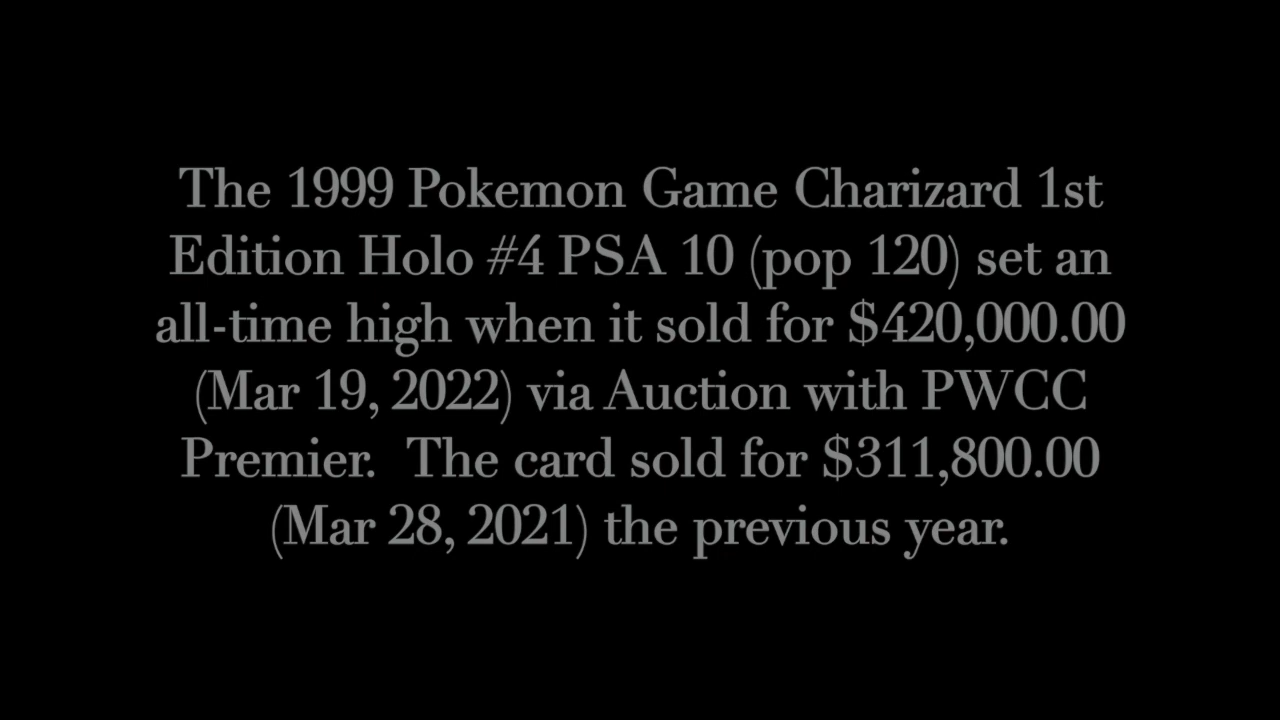 The 1999 Pokemon Game Charizard 1st
Edition Holo #4 PSA 10 (pop 120) set an
all-time high when it sold for $420,000.00
(Mar 19, 2022) via Auction with PWCC
Premier.  The card sold for $311,800.00
(Mar 28, 2021) the previous year.